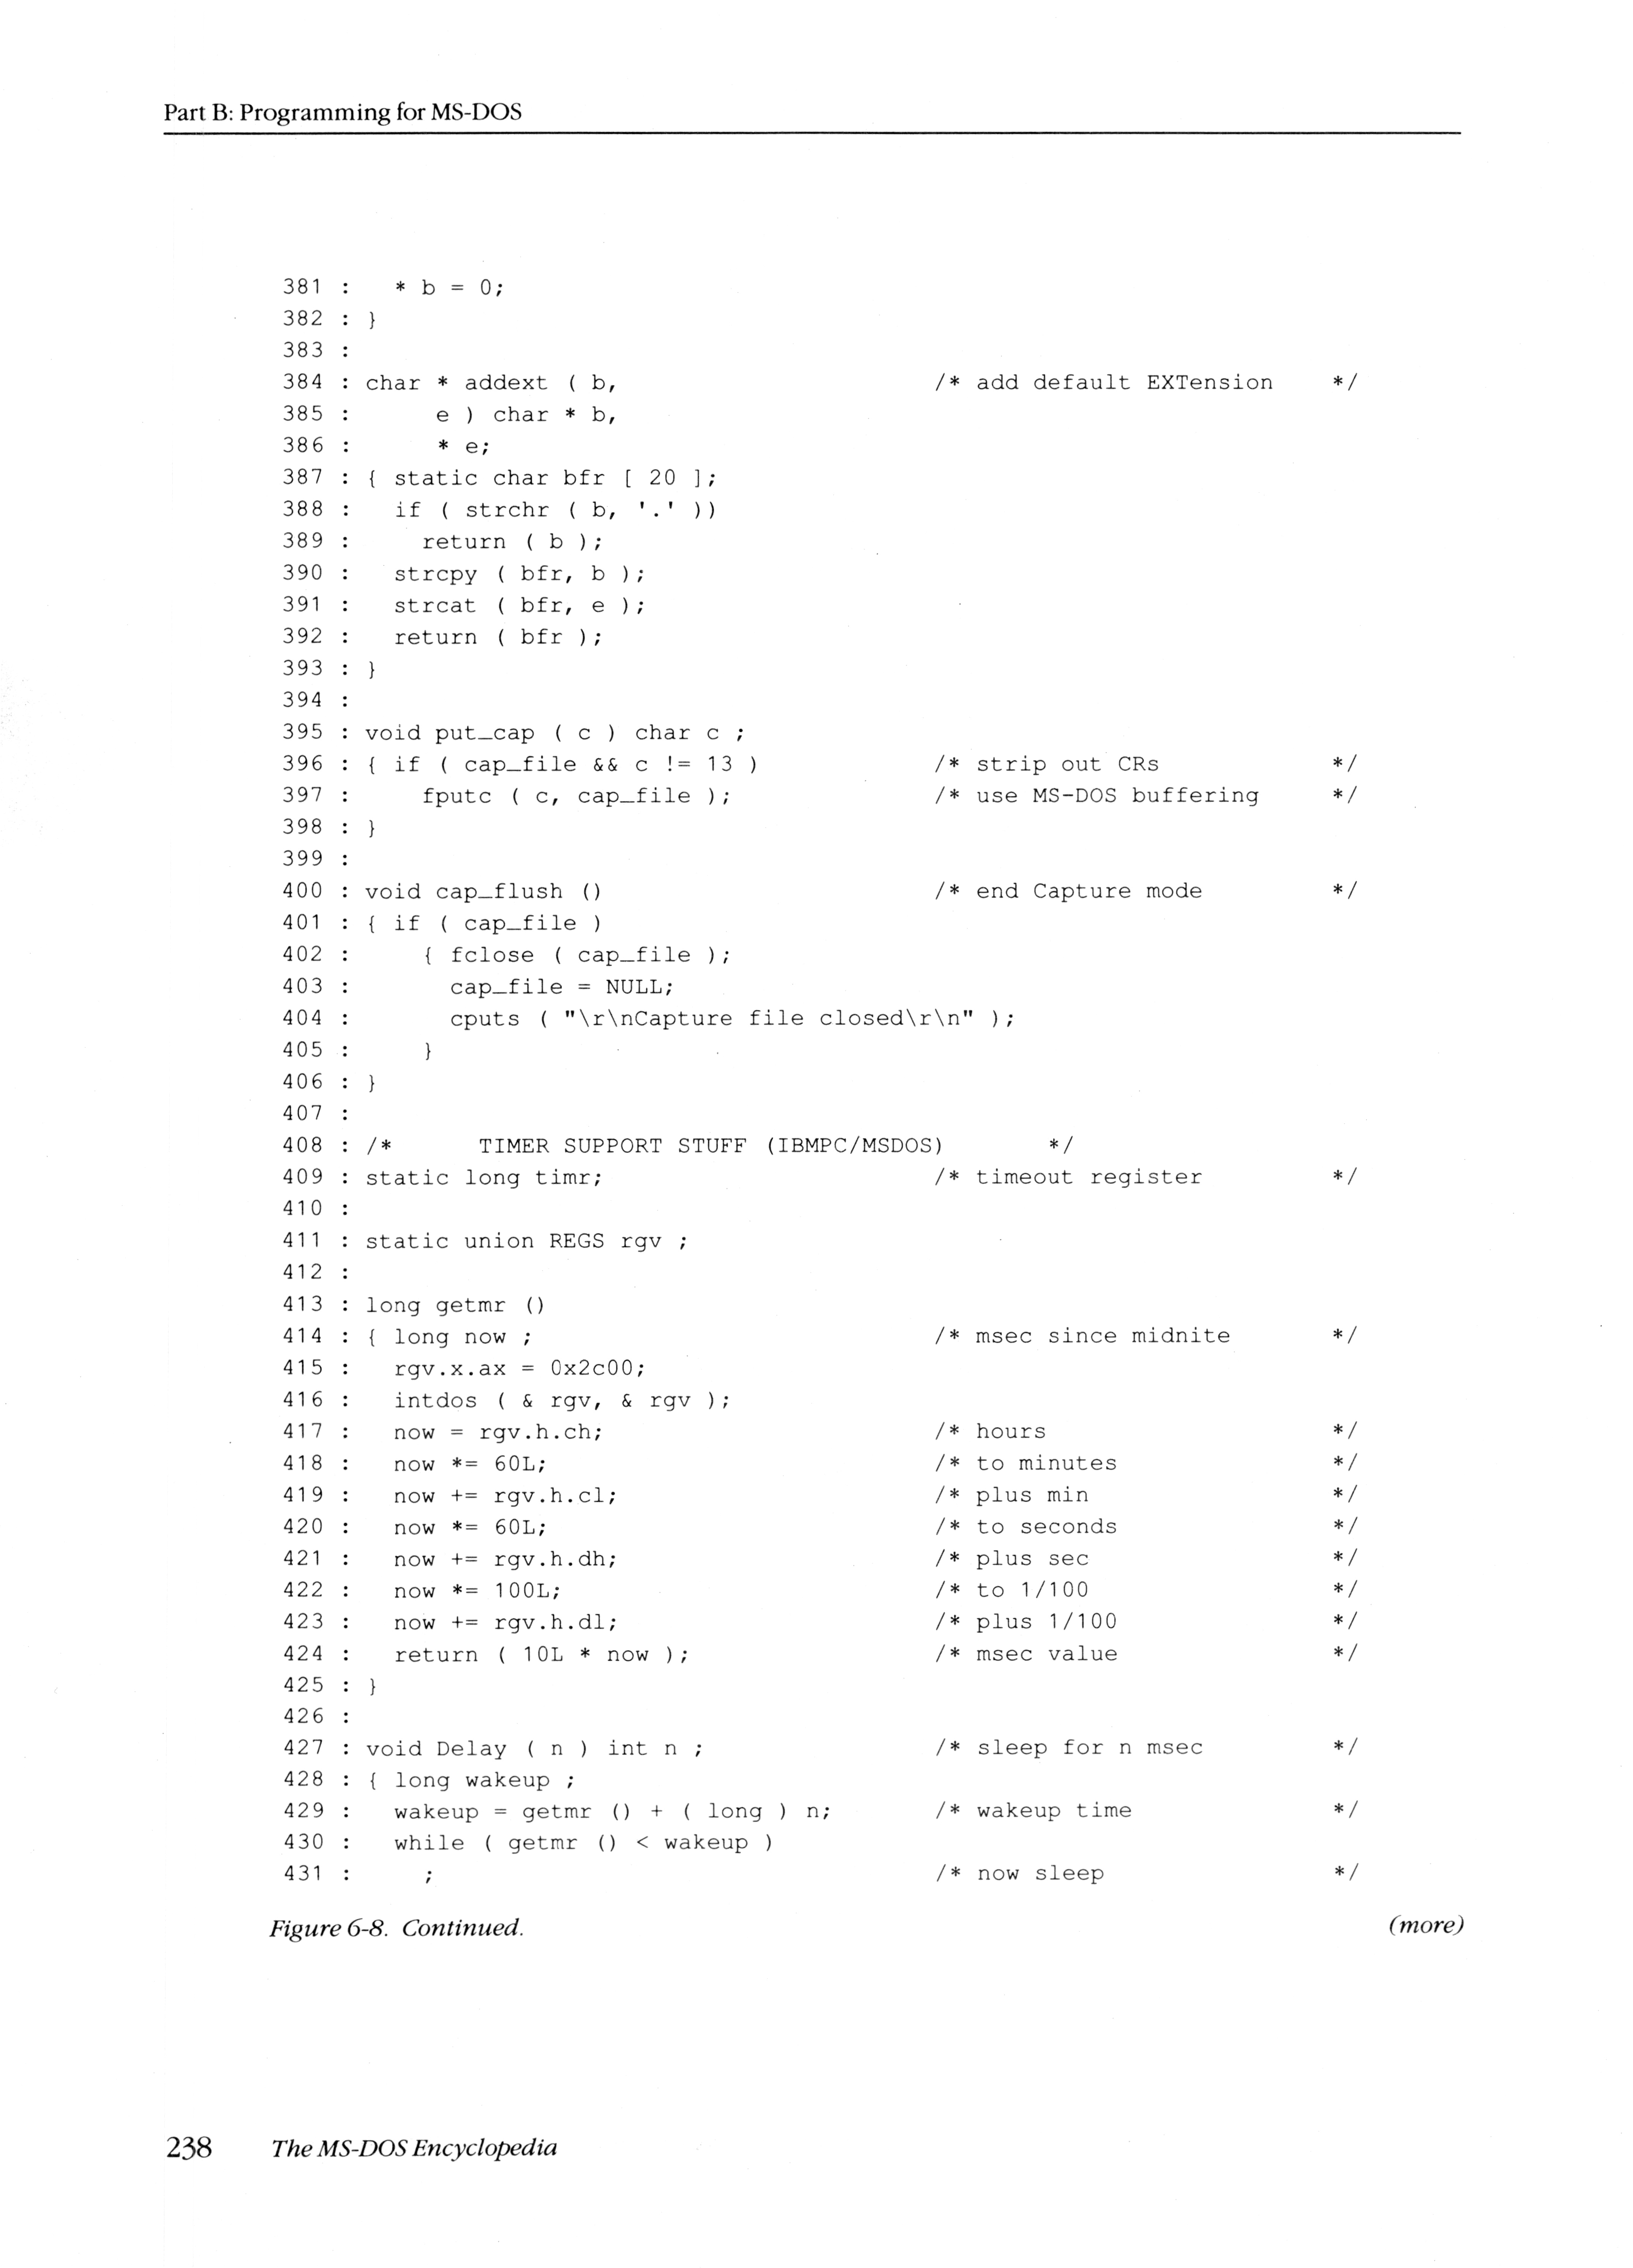 Part B: Programming for MS-DOS
381 :   * b = 0;
382 : }
383 :
384 : char * addext ( b,                      /* add default EXTension    */
385 :      e ) char * b,
386 :      * e;
387 : { static char bfr [ 20 ];
388 :   if ( strchr ( b, '.' ))
389 :     return ( b );
390 :   strcpy ( bfr, b );
391 :   strcat ( bfr, e );
392 :   return ( bfr );
393 : }
394 :
395 : void put_cap ( c ) char c ;
396 : { if ( cap_file && c != 13 )            /* strip out CRs            */
397 :     fputc ( c, cap_file );              /* use MS-DOS buffering     */
398 : }
399 :
400 : void cap_flush ()                       /* end Capture mode         */
401 : { if ( cap_file )
402 :     { fclose ( cap_file );
403 :       cap_file = NULL;
404 :       cputs ( "\r\nCapture file closed\r\n" );
405 :     }
406 : }
407 :
408 : /*      TIMER SUPPORT STUFF (IBMPC/MSDOS)       */
409 : static long timr;                       /* timeout register         */
410 :
411 : static union REGS rgv ;
412 :
413 : long getmr ()
414 : { long now ;                            /* msec since midnite       */
415 :   rgv.x.ax = 0x2c00;
416 :   intdos ( & rgv, & rgv );
417 :   now = rgv.h.ch;                       /* hours                    */
418 :   now *= 60L;                           /* to minutes               */
419 :   now += rgv.h.cl;                      /* plus min                 */
420 :   now *= 60L;                           /* to seconds               */
421 :   now += rgv.h.dh;                      /* plus sec                 */
422 :   now *= 100L;                          /* to 1/100                 */
423 :   now += rgv.h.dl;                      /* plus 1/100               */
424 :   return ( 10L * now );                 /* msec value               */
425 : }
426 :
427 : void Delay ( n ) int n ;                /* sleep for n msec         */
428 : { long wakeup ;
429 :   wakeup = getmr () + ( long ) n;       /* wakeup time              */
430 :   while ( getmr () < wakeup )
431 :     ;                                   /* now sleep                */
Figure 6-8. Continued. (more)
238 The MS-DOS Encyclopedia